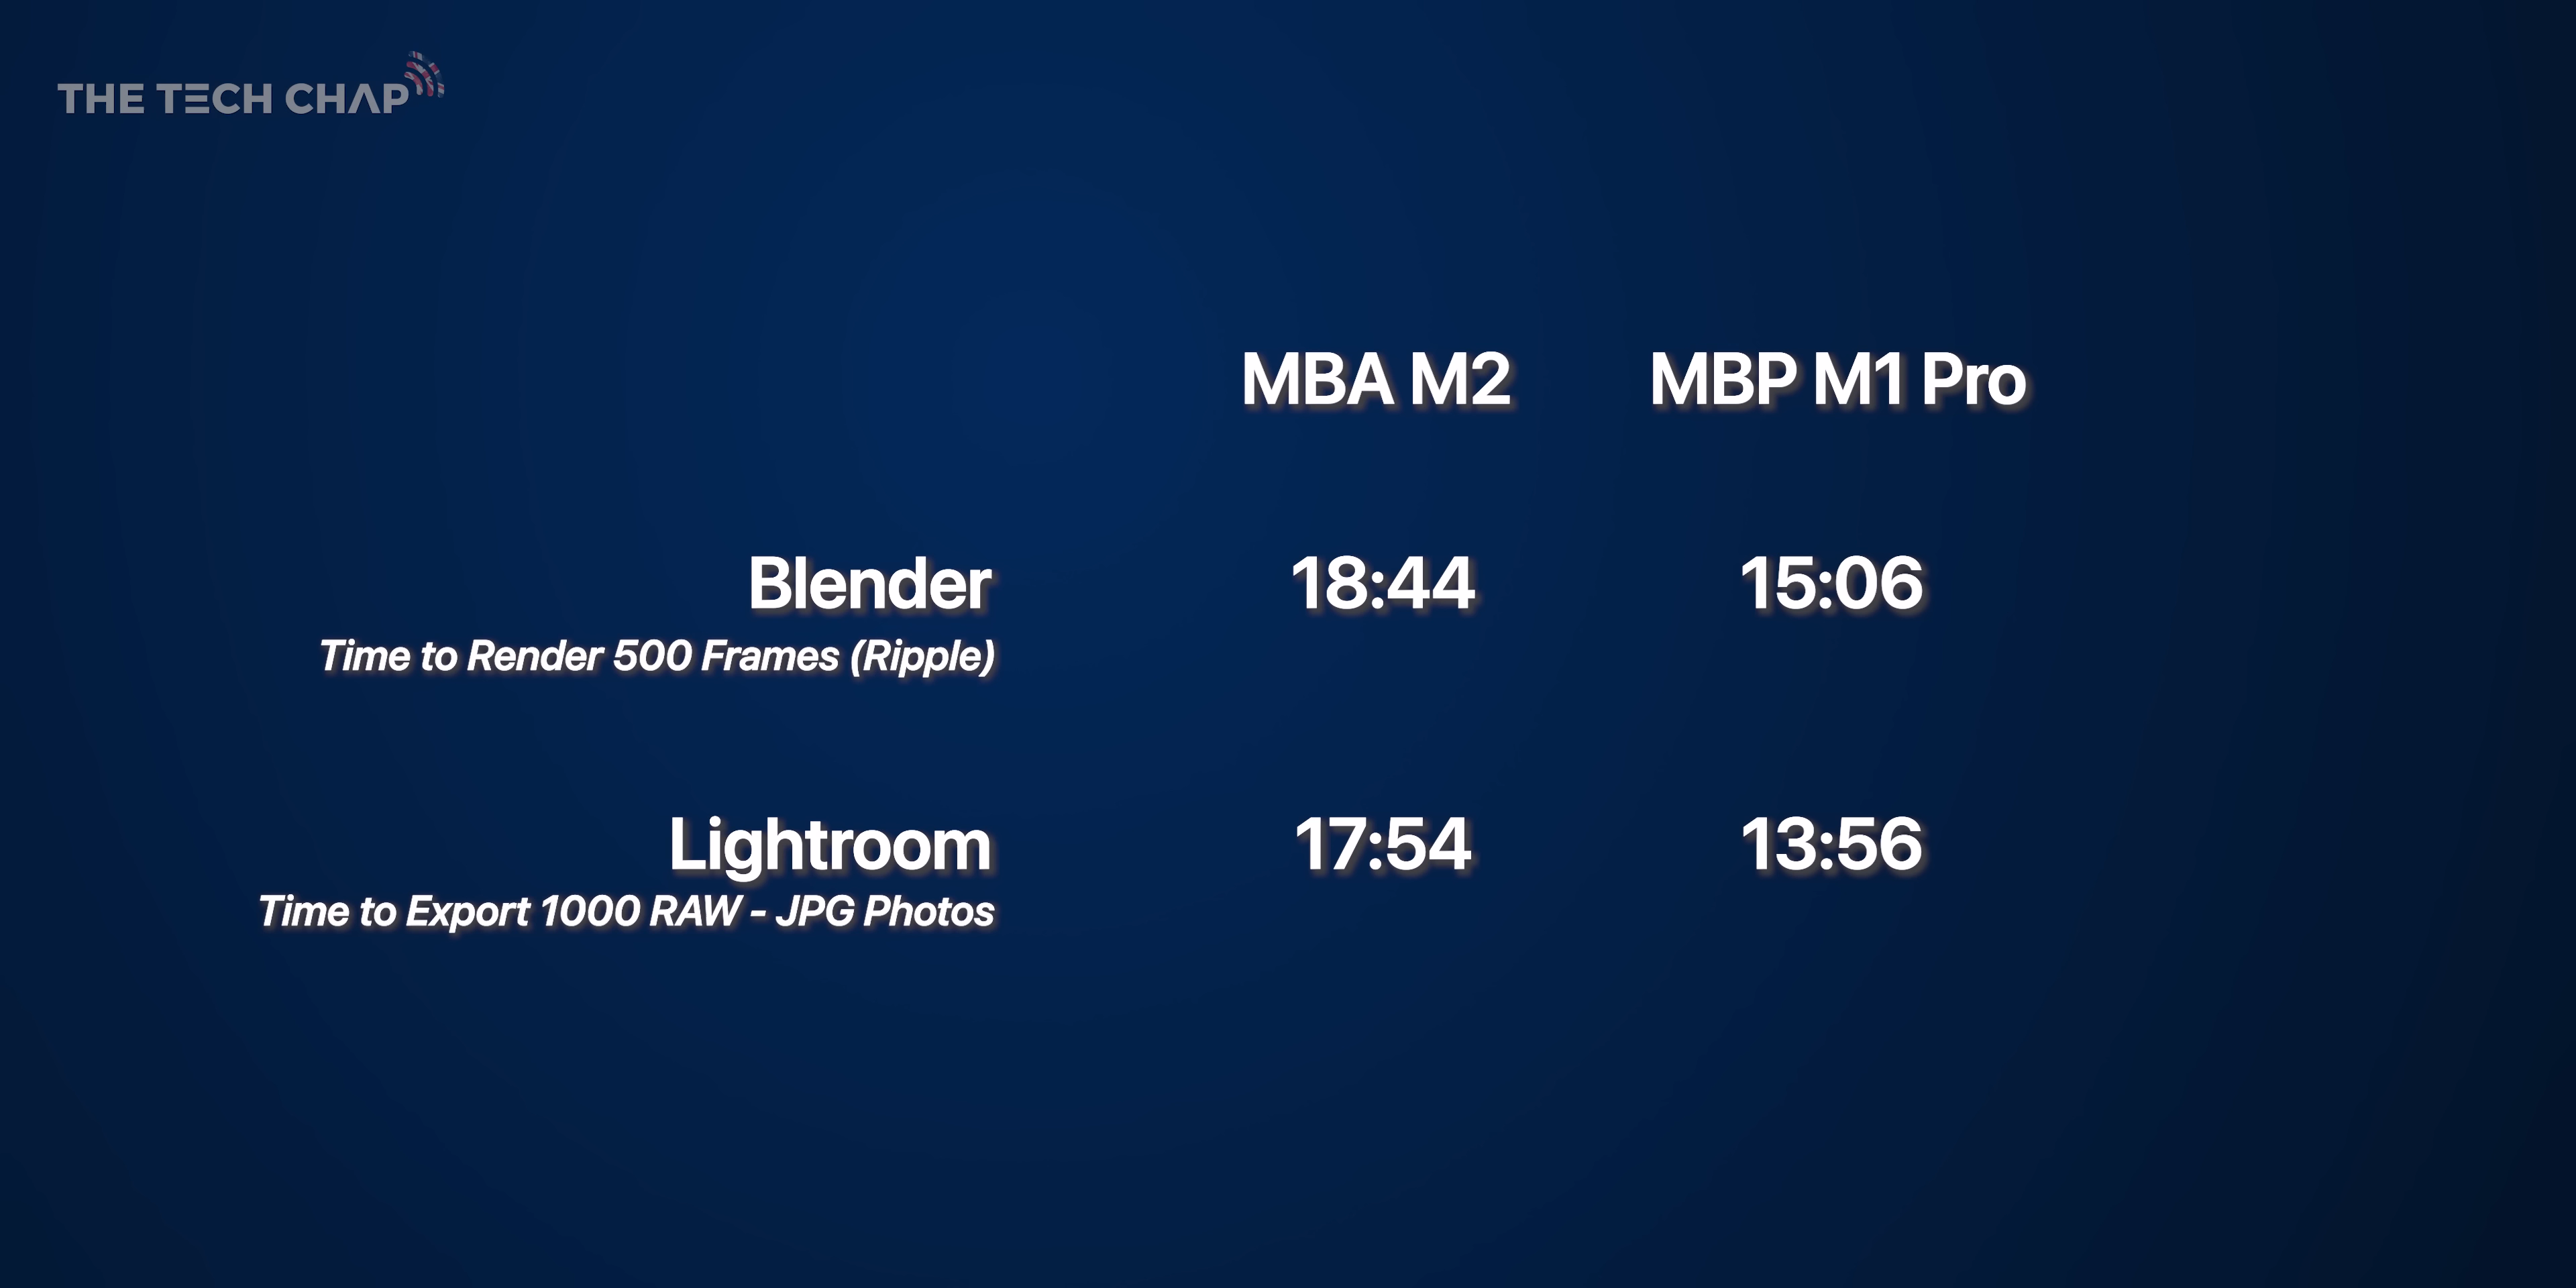 THE TECH CHAP
MBA M2 MBP M1 Pro
Blender 18:44 15:06
Time to Render 500 Frames (Ripple)
Lightroom 17:54 13:56
Time to Export 1000 RAW - JPG Photos